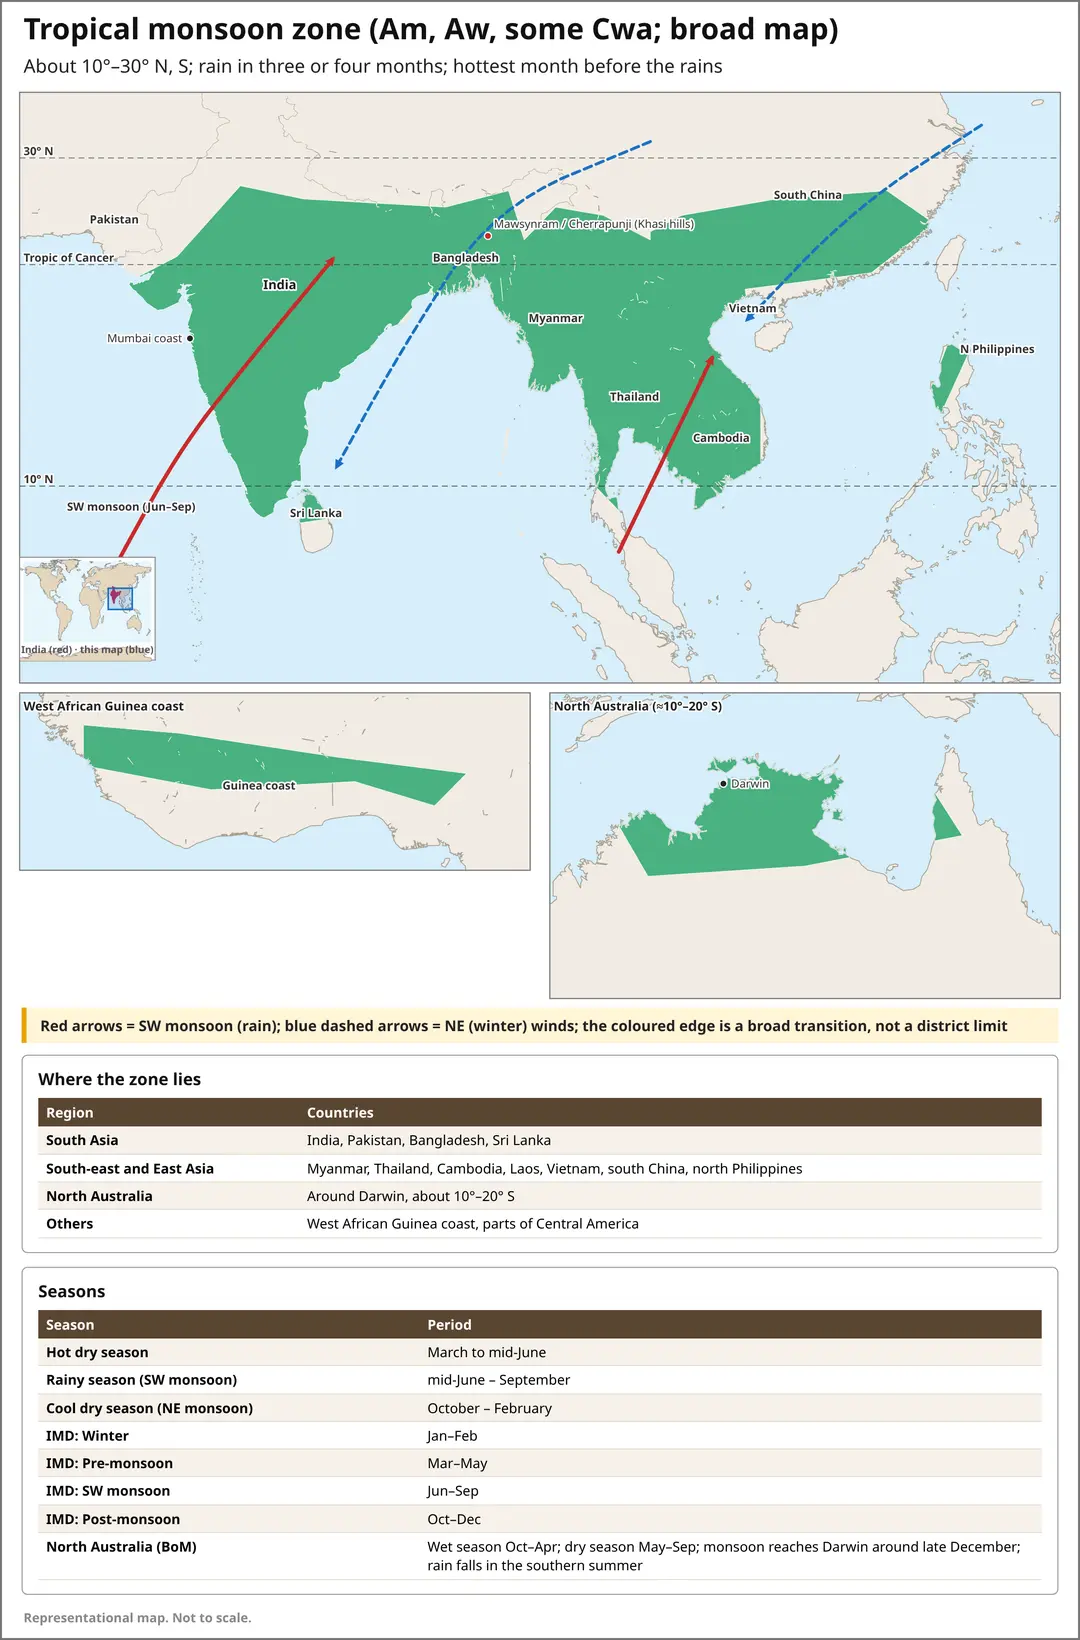 Tropical monsoon zone (Am, Aw, some Cwa; broad map)
About 10°–30° N, S; rain in three or four months; hottest month before the rains
30° N
South China
Pakistan
Mawsynram / Cherrapunji (Khasi hills)
Tropic of Cancer
Bangladesh
India
Vietnam
Myanmar
Mumbai coast
N Philippines
Thailand
Cambodia
10° N
SW monsoon (Jun–Sep)
Sri Lanka
India (red) · this map (blue)
West African Guinea coast
Guinea coast
North Australia (≈10°–20° S)
Darwin
Red arrows = SW monsoon (rain); blue dashed arrows = NE (winter) winds; the coloured edge is a broad transition, not a district limit
Where the zone lies
Region Countries
South Asia India, Pakistan, Bangladesh, Sri Lanka
South-east and East Asia Myanmar, Thailand, Cambodia, Laos, Vietnam, south China, north Philippines
North Australia Around Darwin, about 10°–20° S
Others West African Guinea coast, parts of Central America
Seasons
Season Period
Hot dry season March to mid-June
Rainy season (SW monsoon) mid-June – September
Cool dry season (NE monsoon) October – February
IMD: Winter Jan–Feb
IMD: Pre-monsoon Mar–May
IMD: SW monsoon Jun–Sep
IMD: Post-monsoon Oct–Dec
North Australia (BoM) Wet season Oct–Apr; dry season May–Sep; monsoon reaches Darwin around late December;
rain falls in the southern summer
Representational map. Not to scale.